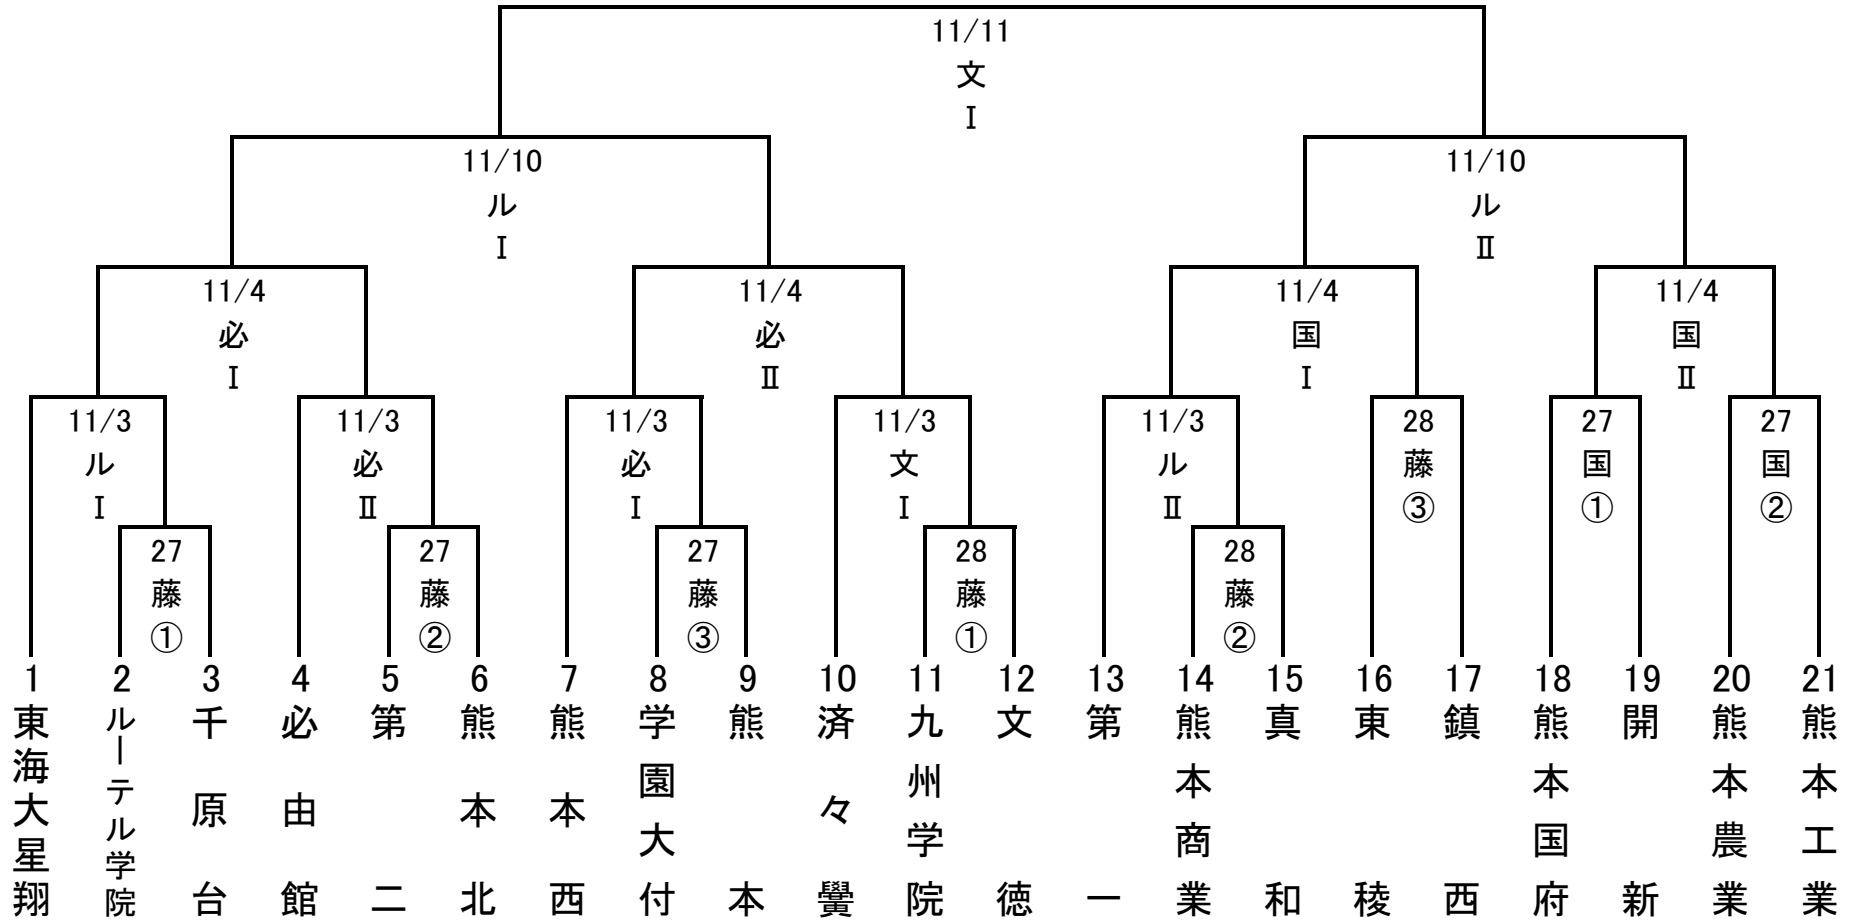 11/11
文
Ⅰ
11/10
ル
Ⅰ
11/10
ル
Ⅱ
11/4
必
Ⅰ
11/4
必
Ⅱ
11/4
国
Ⅰ
11/4
国
Ⅱ
11/3
ル
Ⅰ
11/3
必
Ⅱ
11/3
必
Ⅰ
11/3
文
Ⅰ
11/3
ル
Ⅱ
28
藤
③
27
国
①
27
国
②
27
藤
①
27
藤
②
27
藤
③
28
藤
①
28
藤
②
1
東海大星翔
2
ルーテル学院
3
千原台
4
必由館
5
第二
6
熊本北
7
熊本西
8
学園大付
9
熊本
10
済々黌
11
九州学院
12
文徳
13
第一
14
熊本商業
15
真和
16
東稜
17
鎮西
18
熊本国府
19
開新
20
熊本農業
21
熊本工業